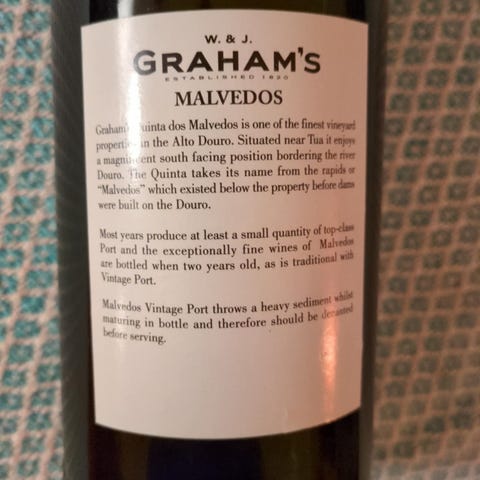 W. & J.
GRAHAM'S
ESTABLISHED 1820
MALVEDOS
Graham's Quinta dos Malvedos is one of the finest vineyard
properties in the Alto Douro. Situated near Tua it enjoys
a magnificent south facing position bordering the river
Douro. The Quinta takes its name from the rapids or
"Malvedos" which existed below the property before dams
were built on the Douro.
Most years produce at least a small quantity of top-class
Port and the exceptionally fine wines of Malvedos
are bottled when two years old, as is traditional with
Vintage Port.
Malvedos Vintage Port throws a heavy sediment whilst
maturing in bottle and therefore should be decanted
before serving.